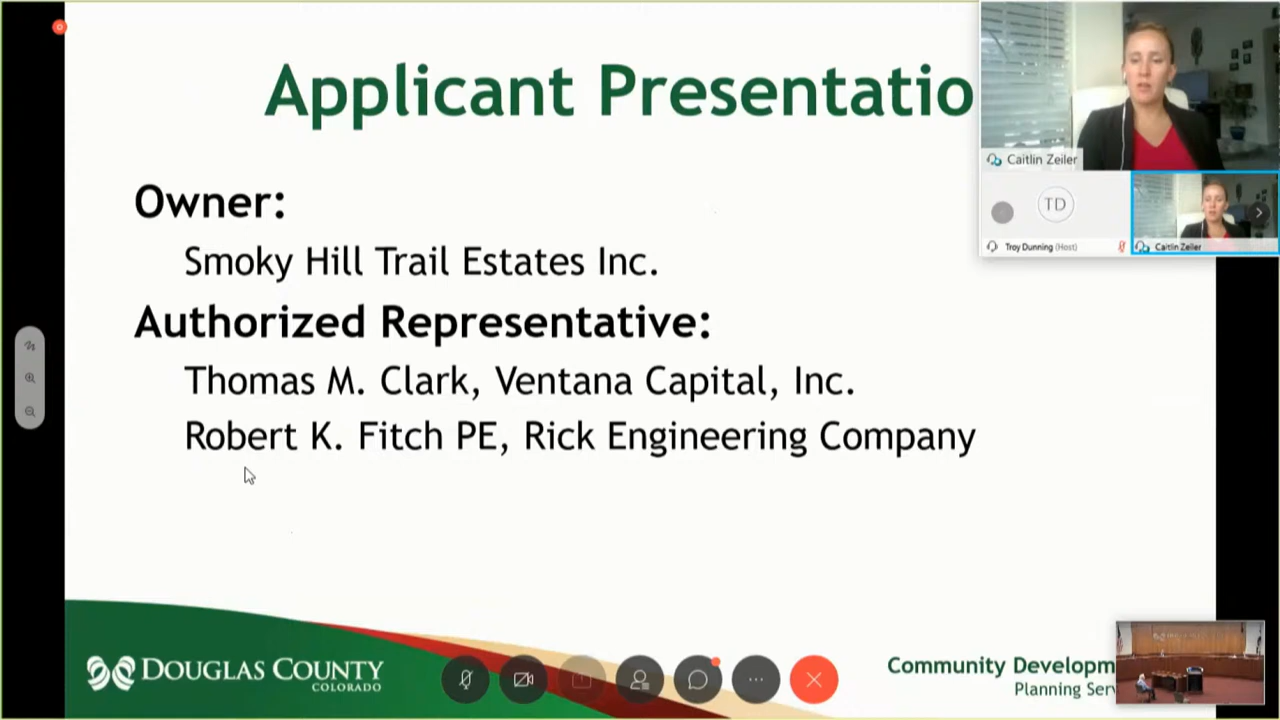 Applicant Presentatio
Caitlin Zeiler
TD
Troy Dunning (Host)
Caitlin Zeiler
Owner:
Smoky Hill Trail Estates Inc.
Authorized Representative:
Thomas M. Clark, Ventana Capital, Inc.
Robert K. Fitch PE, Rick Engineering Company
DOUGLAS COUNTY
COLORADO
Community Developm
Planning Serv